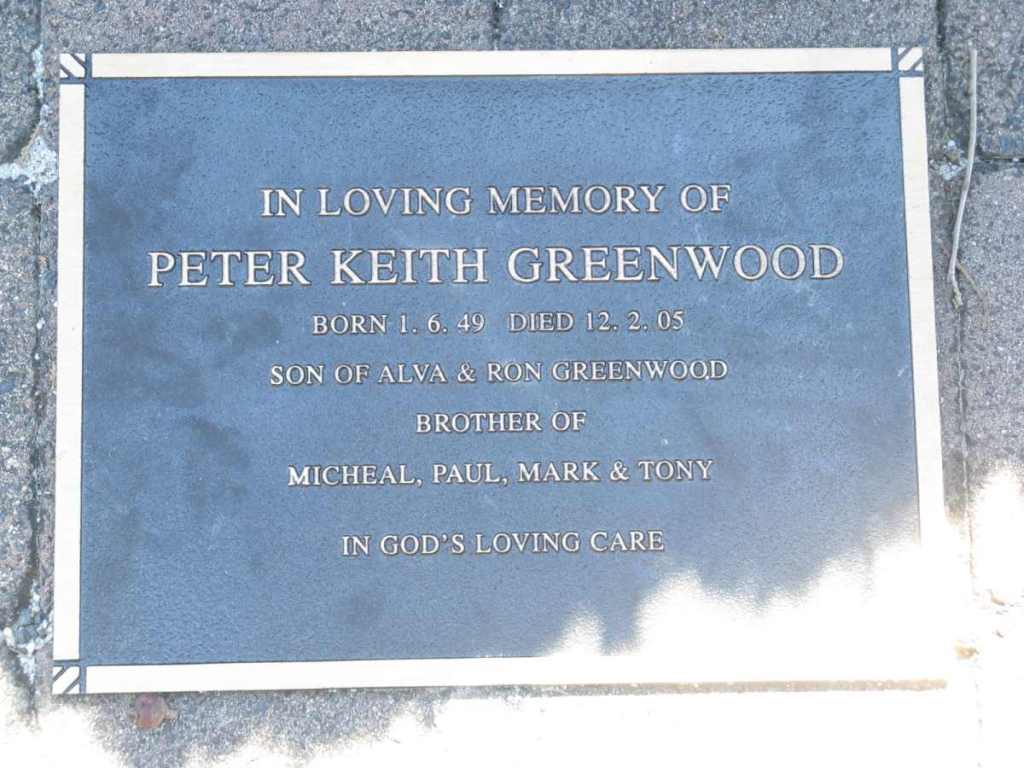 IN LOVING MEMORY OF
PETER KEITH GREENWOOD
BORN 1. 6. 49 DIED 12. 2. 05
SON OF ALVA & RON GREENWOOD
BROTHER OF
MICHEAL, PAUL, MARK & TONY
IN GOD'S LOVING CARE